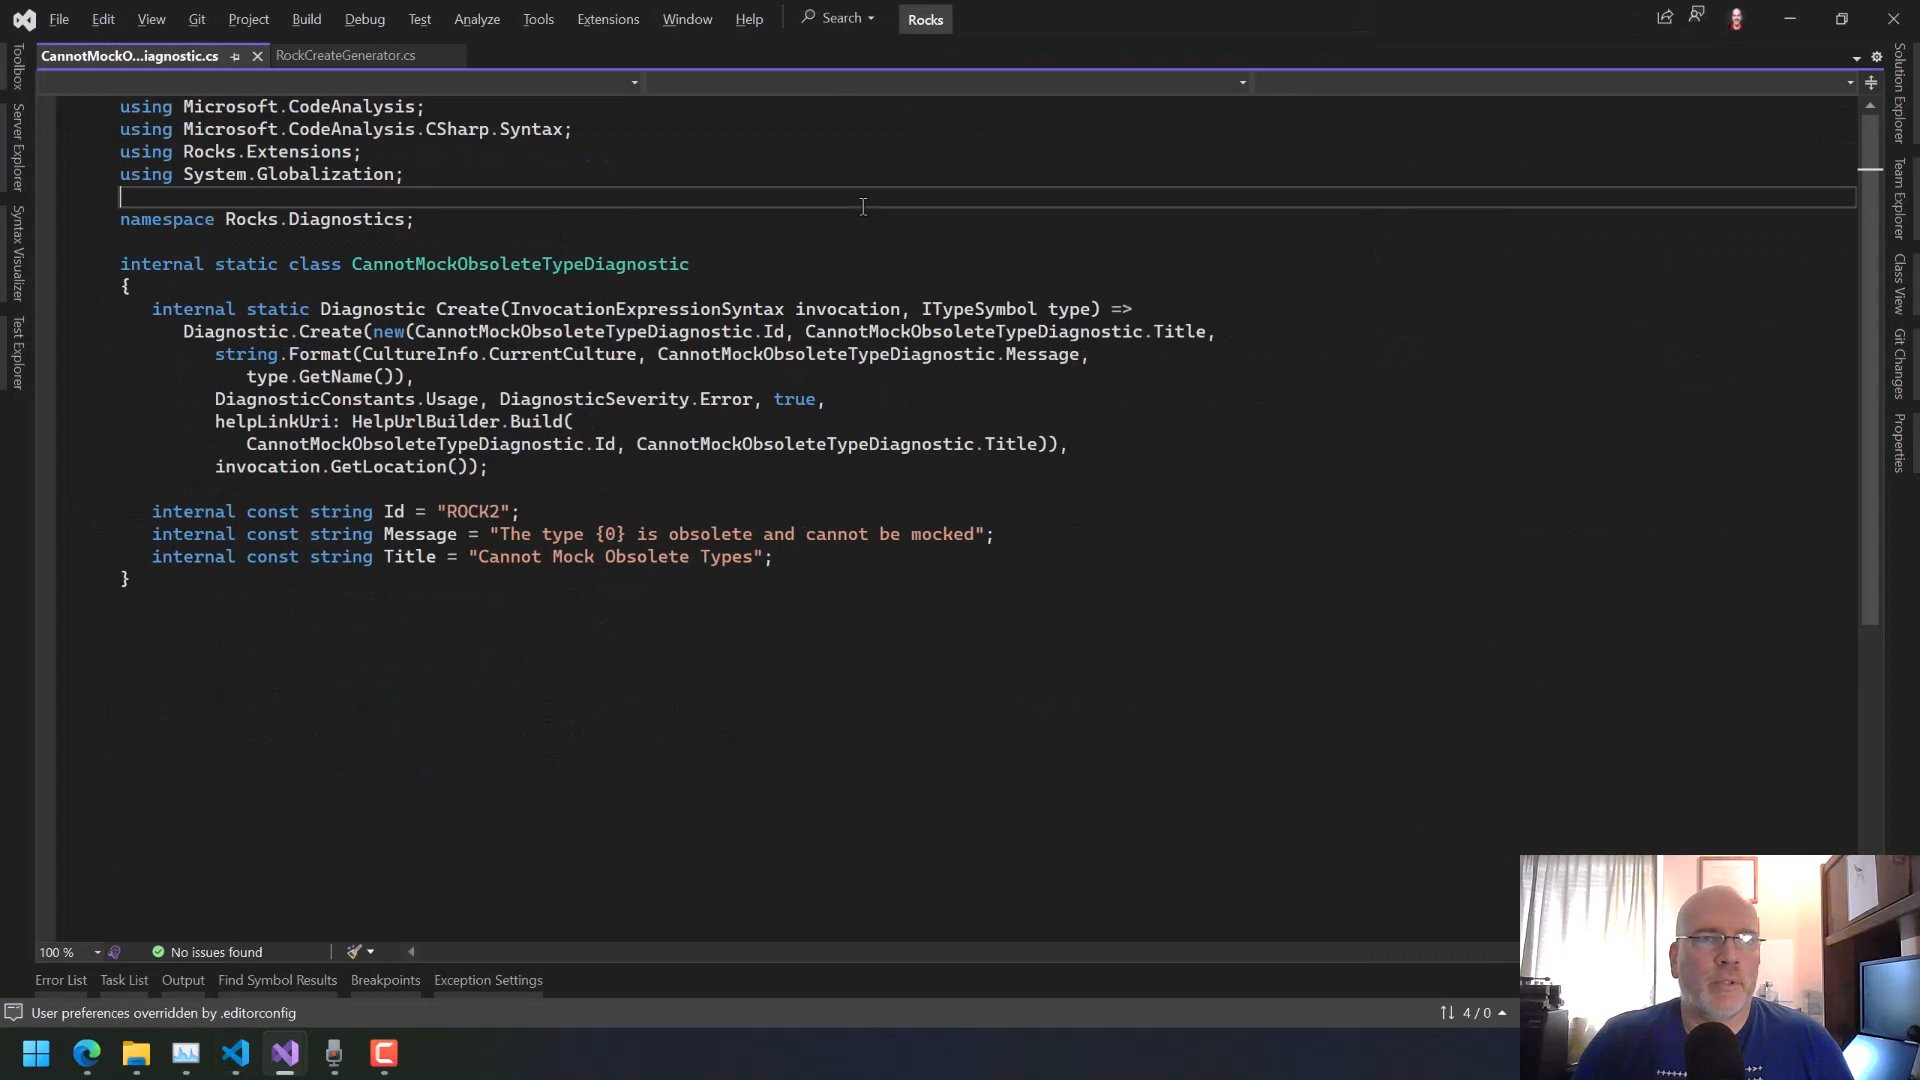 File Edit View Git Project Build Debug Test Analyze Tools Extensions Window Help Search Rocks
CannotMockO...iagnostic.cs RockCreateGenerator.cs
Toolbox
Server Explorer
Syntax Visualizer
Test Explorer
using Microsoft.CodeAnalysis;
using Microsoft.CodeAnalysis.CSharp.Syntax;
using Rocks.Extensions;
using System.Globalization;
namespace Rocks.Diagnostics;
internal static class CannotMockObsoleteTypeDiagnostic
{
internal static Diagnostic Create(InvocationExpressionSyntax invocation, ITypeSymbol type) =>
Diagnostic.Create(new(CannotMockObsoleteTypeDiagnostic.Id, CannotMockObsoleteTypeDiagnostic.Title,
string.Format(CultureInfo.CurrentCulture, CannotMockObsoleteTypeDiagnostic.Message,
type.GetName()),
DiagnosticConstants.Usage, DiagnosticSeverity.Error, true,
helpLinkUri: HelpUrlBuilder.Build(
CannotMockObsoleteTypeDiagnostic.Id, CannotMockObsoleteTypeDiagnostic.Title)),
invocation.GetLocation());
internal const string Id = "ROCK2";
internal const string Message = "The type {0} is obsolete and cannot be mocked";
internal const string Title = "Cannot Mock Obsolete Types";
}
Solution Explorer
Team Explorer
Class View
Git Changes
Properties
100 % No issues found
Error List Task List Output Find Symbol Results Breakpoints Exception Settings
User preferences overridden by .editorconfig 4 / 0